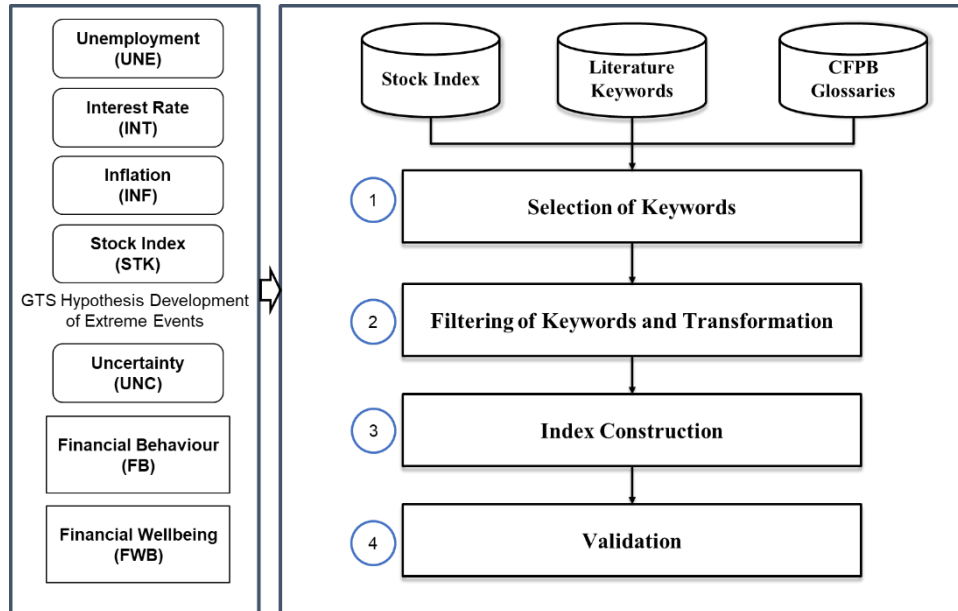 Unemployment
(UNE)
Interest Rate
(INT)
Inflation
(INF)
Stock Index
(STK)
GTS Hypothesis Development
of Extreme Events
Uncertainty
(UNC)
Financial Behaviour
(FB)
Financial Wellbeing
(FWB)
Stock Index
Literature
Keywords
CFPB
Glossaries
1
Selection of Keywords
2
Filtering of Keywords and Transformation
3
Index Construction
4
Validation